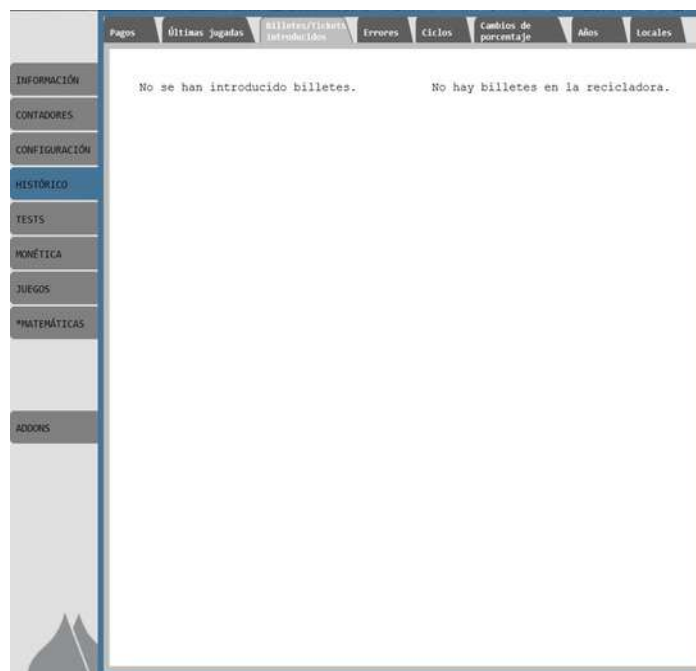 Pagos
Últimas jugadas
Billetes/Tickets
introducidos
Errores
Ciclos
Cambios de
porcentaje
Años
Locales
INFORMACIÓN
CONTADORES
CONFIGURACIÓN
HISTÓRICO
TESTS
MONÉTICA
JUEGOS
*MATEMÁTICAS
ADDONS
No se han introducido billetes.
No hay billetes en la recicladora.